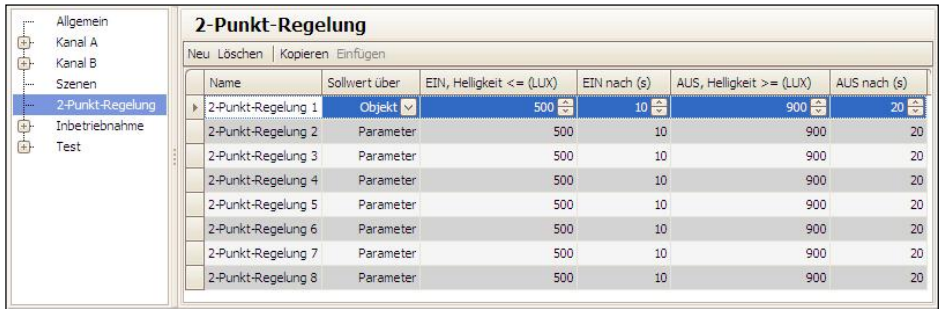 Allgemein
Kanal A
Kanal B
Szenen
2-Punkt-Regelung
Inbetriebnahme
Test
2-Punkt-Regelung
Neu Löschen Kopieren Einfügen
Name Sollwert über EIN, Helligkeit <= (LUX) EIN nach (s) AUS, Helligkeit >= (LUX) AUS nach (s)
2-Punkt-Regelung 1 Objekt 500 10 900 20
2-Punkt-Regelung 2 Parameter 500 10 900 20
2-Punkt-Regelung 3 Parameter 500 10 900 20
2-Punkt-Regelung 4 Parameter 500 10 900 20
2-Punkt-Regelung 5 Parameter 500 10 900 20
2-Punkt-Regelung 6 Parameter 500 10 900 20
2-Punkt-Regelung 7 Parameter 500 10 900 20
2-Punkt-Regelung 8 Parameter 500 10 900 20